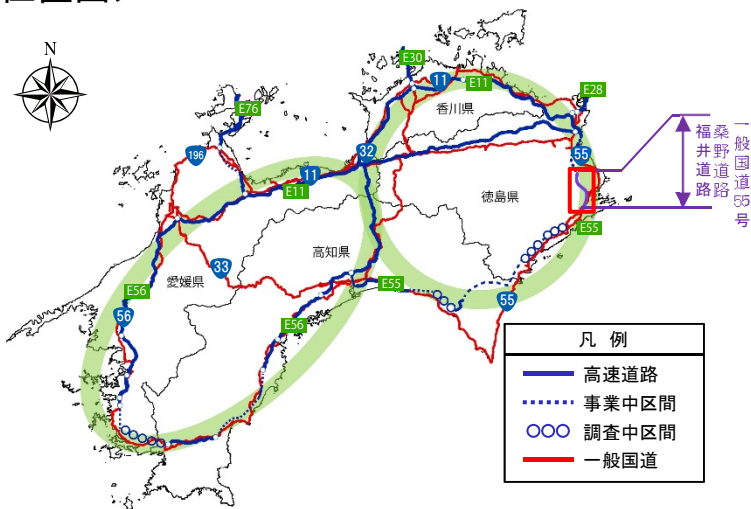 N
E30
11
E11
E28
香川県
E76
196
32
11
E11
55
徳島県
一般国道55号
桑野道路
福井道路
高知県
33
愛媛県
E55
E55
E56
56
E56
55
凡 例
高速道路
事業中区間
調査中区間
一般国道